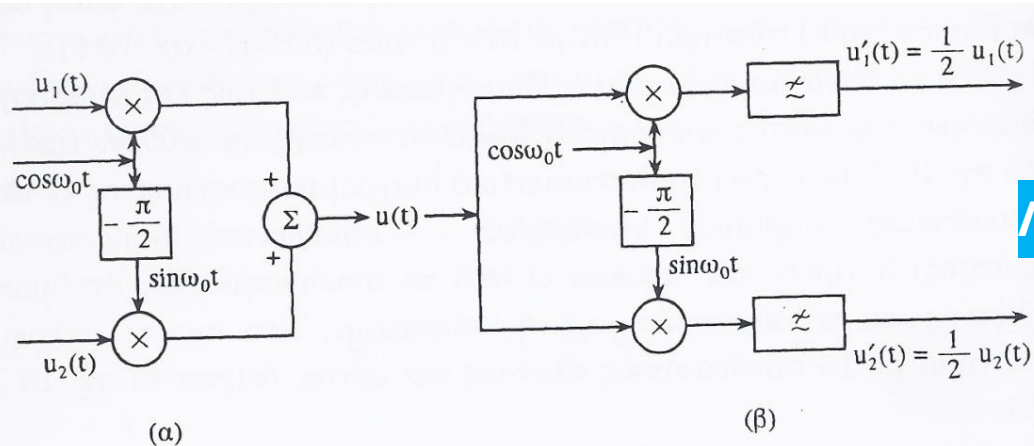 u₁(t)
×
cosω₀t
- π/2
sinω₀t
×
u₂(t)
+
Σ
+
u(t)
(α)
×
cosω₀t
- π/2
sinω₀t
×
u′₁(t) = 1/2 u₁(t)
u′₂(t) = 1/2 u₂(t)
(β)